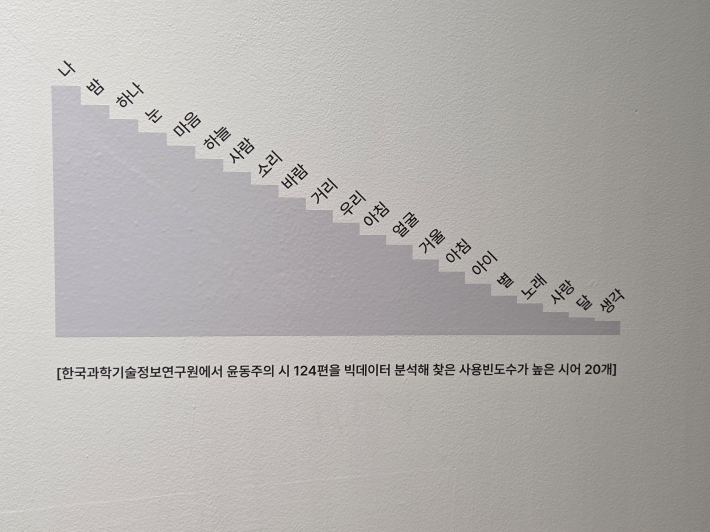 나
밤
하나
눈
마음
하늘
사람
소리
바람
거리
우리
아침
얼굴
겨울
아침
아이
별
노래
사랑
달
생각
[한국과학기술정보연구원에서 윤동주의 시 124편을 빅데이터 분석해 찾은 사용빈도수가 높은 시어 20개]